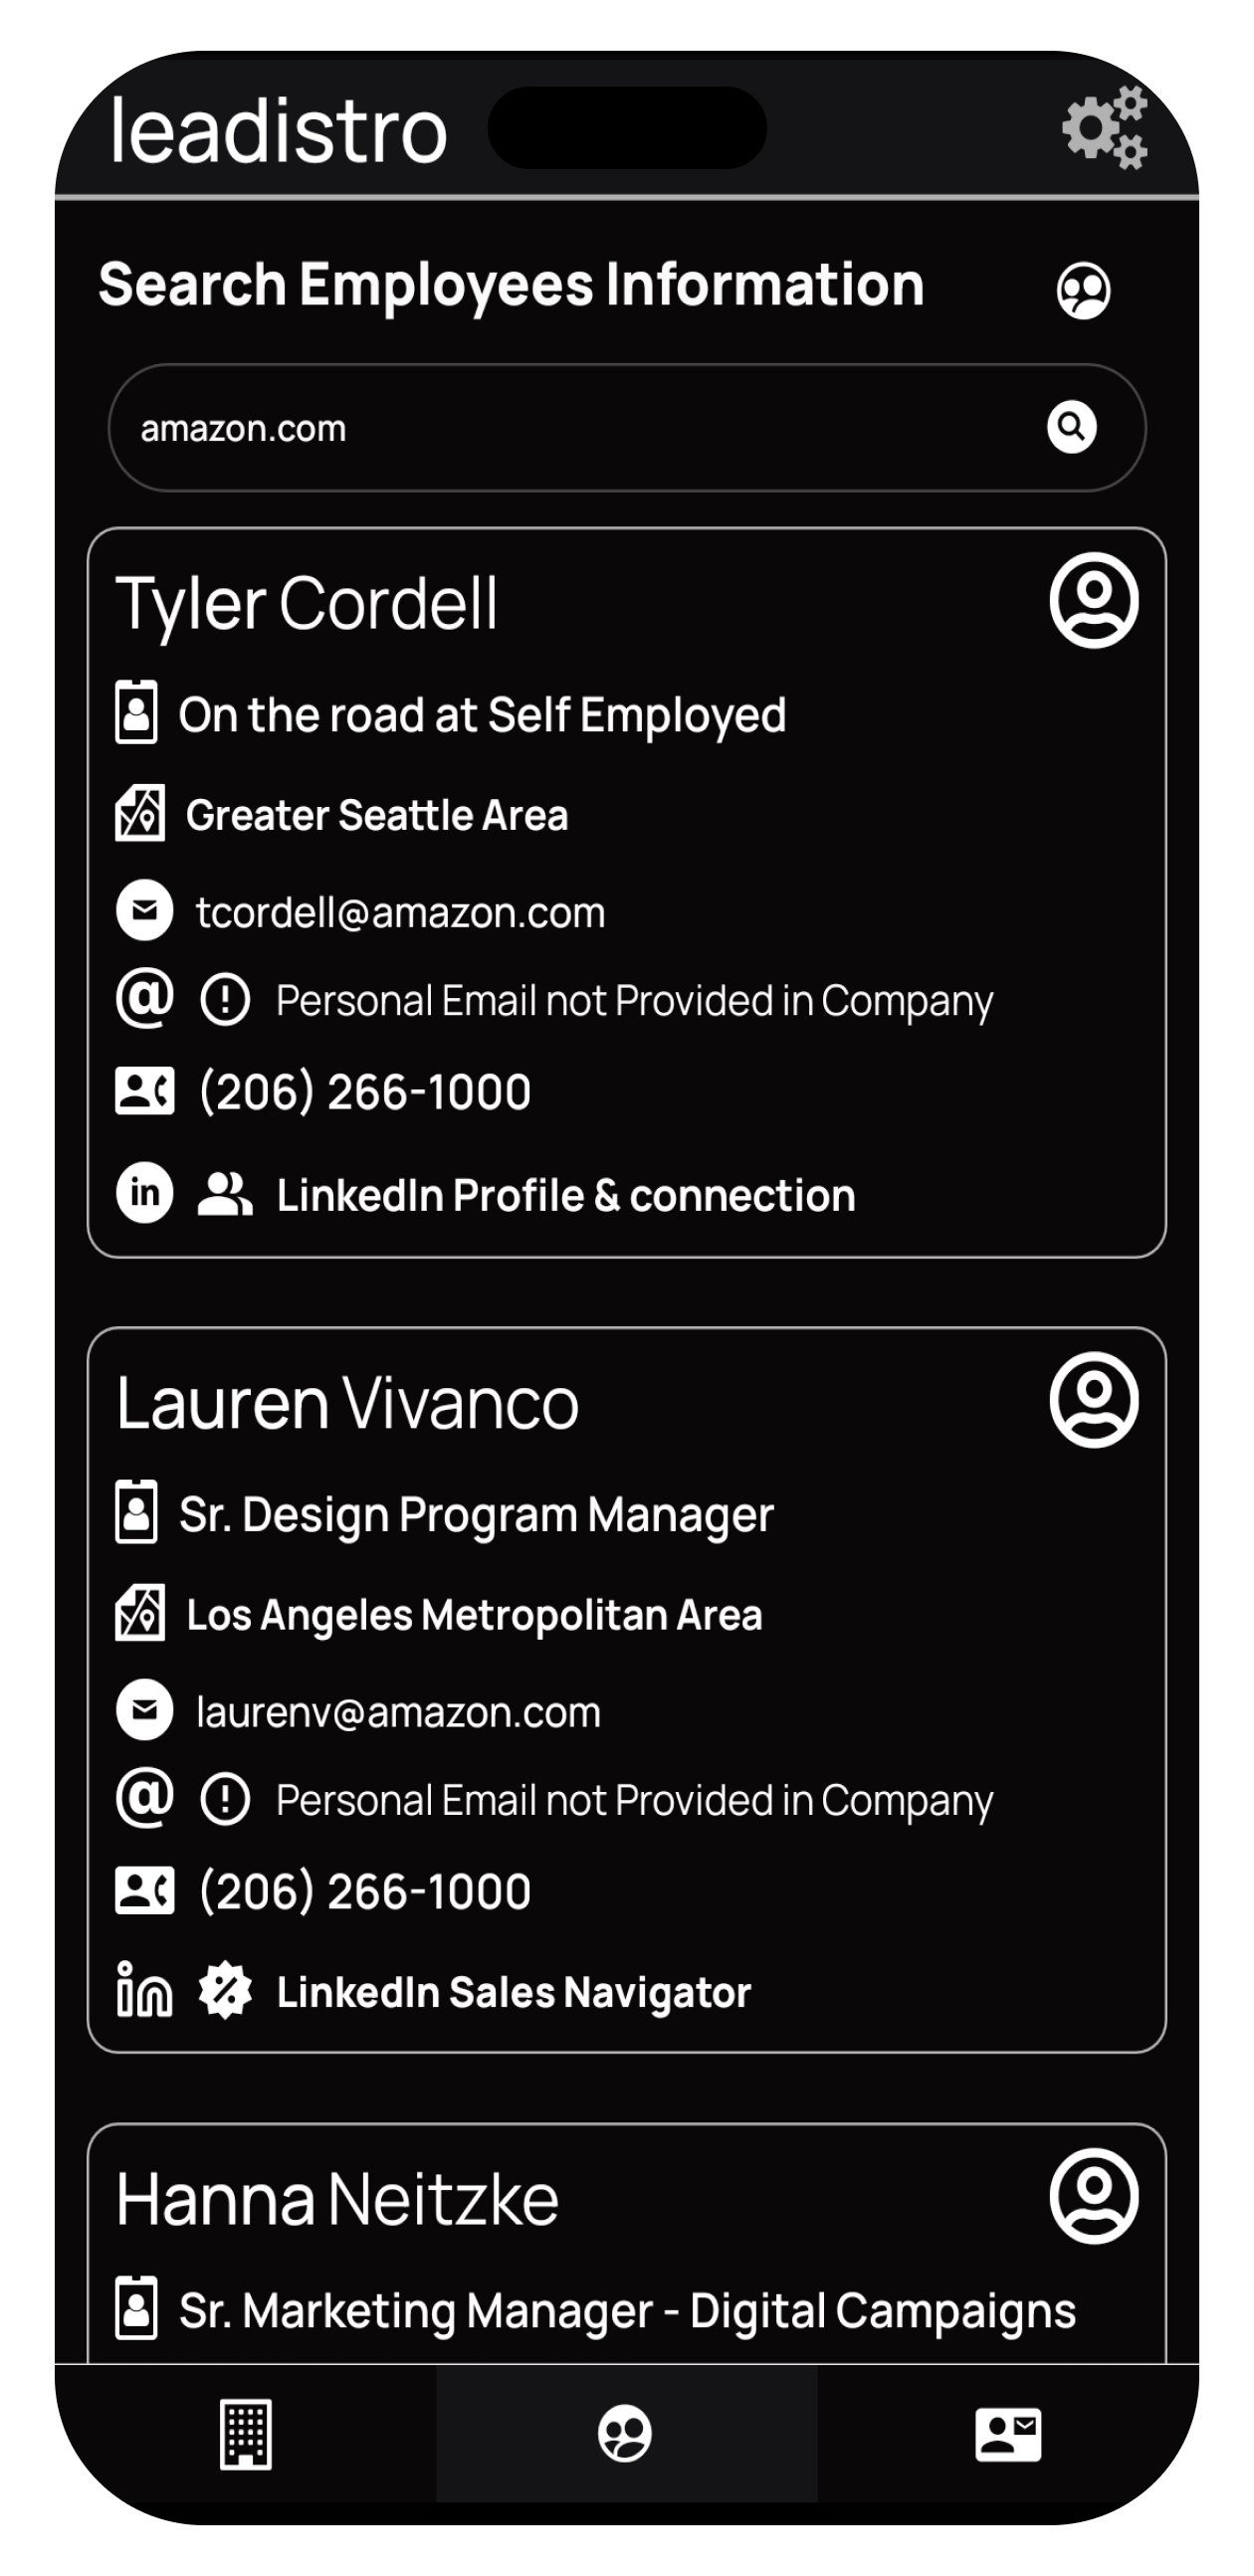 leadistro
Search Employees Information
amazon.com
Tyler Cordell
On the road at Self Employed
Greater Seattle Area
tcordell@amazon.com
@ Personal Email not Provided in Company
(206) 266-1000
in LinkedIn Profile & connection
Lauren Vivanco
Sr. Design Program Manager
Los Angeles Metropolitan Area
laurenv@amazon.com
@ Personal Email not Provided in Company
(206) 266-1000
in LinkedIn Sales Navigator
Hanna Neitzke
Sr. Marketing Manager - Digital Campaigns